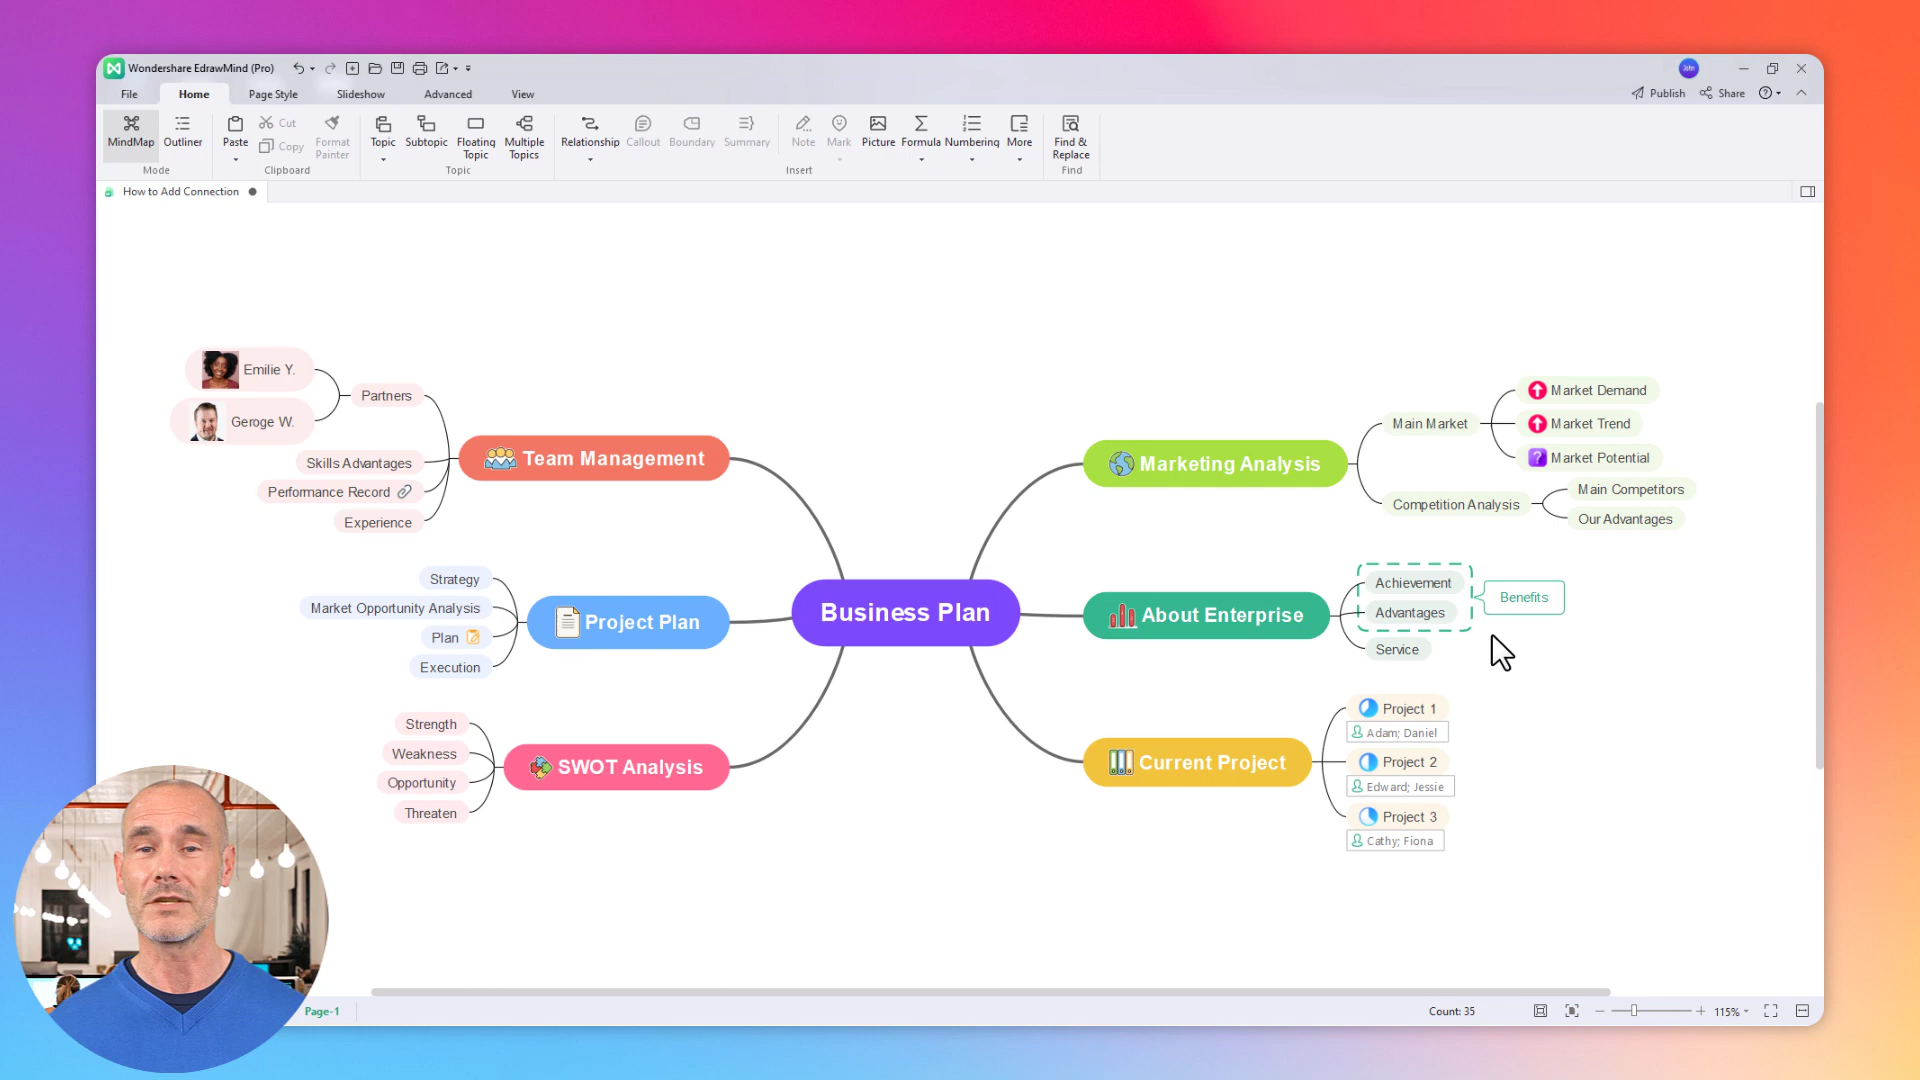 Wondershare EdrawMind (Pro)
John
File
Home
Page Style
Slideshow
Advanced
View
Publish
Share
MindMap
Outliner
Mode
Paste
Cut
Copy
Format Painter
Clipboard
Topic
Subtopic
Floating Topic
Multiple Topics
Topic
Relationship
Callout
Boundary
Summary
Note
Mark
Picture
Formula
Numbering
More
Insert
Find & Replace
Find
How to Add Connection
Emilie Y.
Geroge W.
Partners
Skills Advantages
Performance Record
Experience
Team Management
Strategy
Market Opportunity Analysis
Plan
Execution
Project Plan
Strength
Weakness
Opportunity
Threaten
SWOT Analysis
Business Plan
Marketing Analysis
Main Market
Market Demand
Market Trend
? Market Potential
Competition Analysis
Main Competitors
Our Advantages
About Enterprise
Achievement
Advantages
Service
Benefits
Current Project
Project 1
Adam; Daniel
Project 2
Edward; Jessie
Project 3
Cathy; Fiona
Page-1
Count: 35
115%